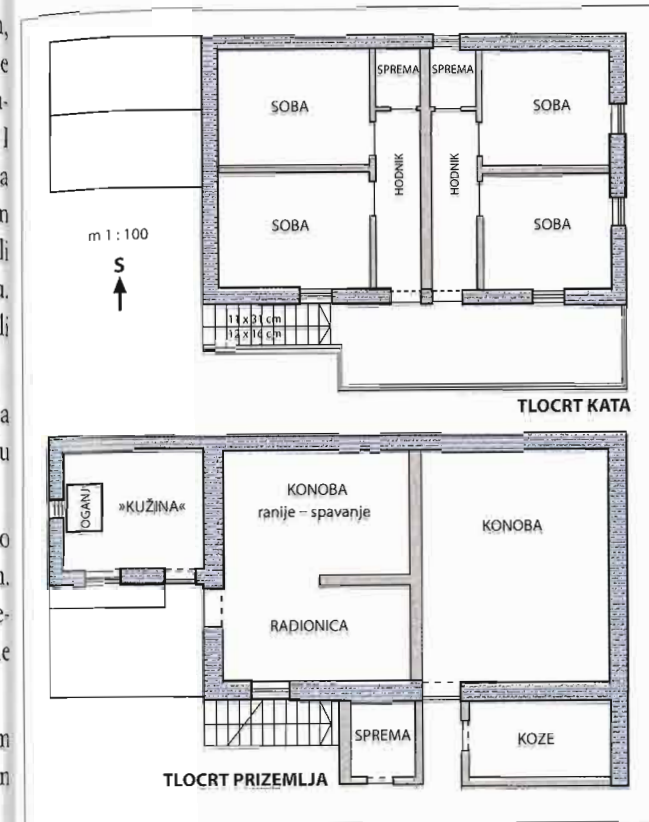 SPREMA
SPREMA
SOBA
SOBA
HODNIK
HODNIK
SOBA
SOBA
m 1 : 100
S
11 x 31 cm
12 x 16 cm
TLOCRT KATA
OGANJ
»KUŽINA«
KONOBA
ranije – spavanje
KONOBA
RADIONICA
SPREMA
KOZE
TLOCRT PRIZEMLJA